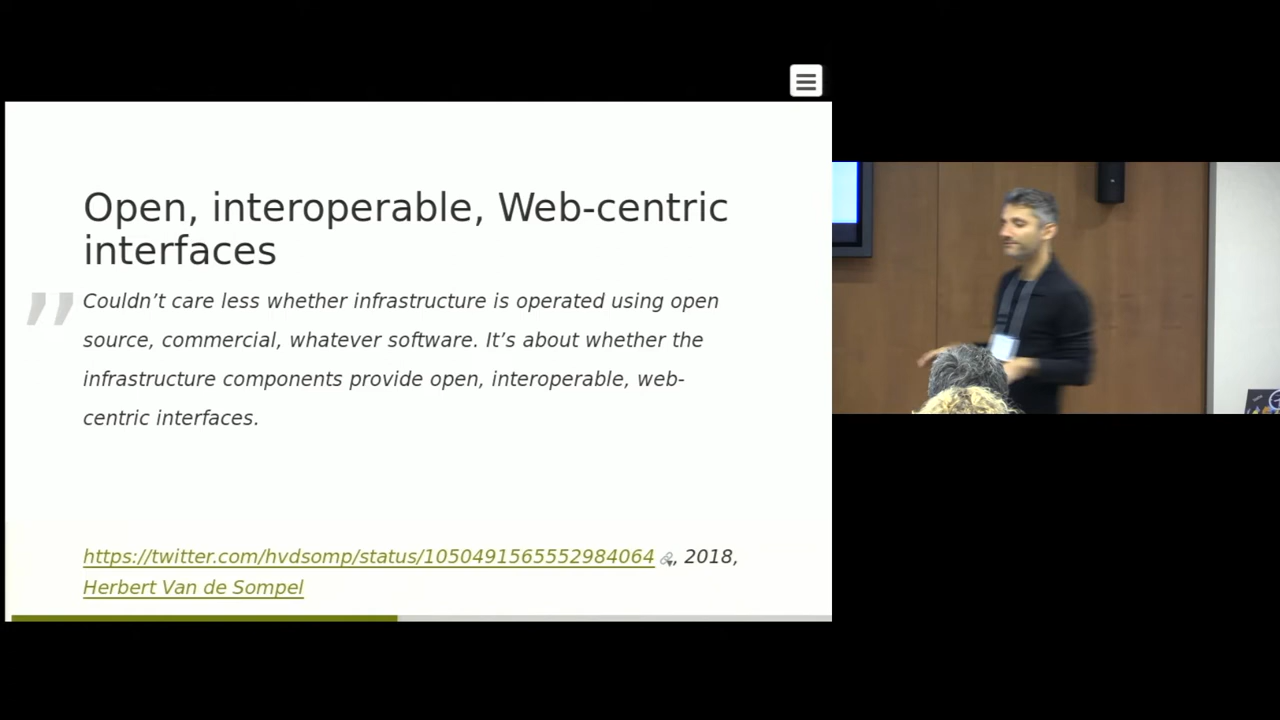 Open, interoperable, Web-centric
interfaces
” Couldn’t care less whether infrastructure is operated using open
source, commercial, whatever software. It’s about whether the
infrastructure components provide open, interoperable, web-
centric interfaces.
https://twitter.com/hvdsomp/status/1050491565552984064 , 2018,
Herbert Van de Sompel